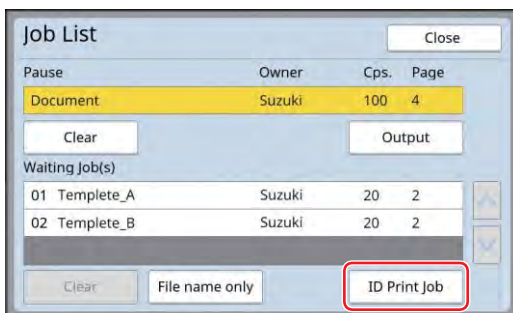 Job List Close
Pause Owner Cps. Page
Document Suzuki 100 4
Clear Output
Waiting Job(s)
01 Templete_A Suzuki 20 2
02 Templete_B Suzuki 20 2
Clear File name only ID Print Job